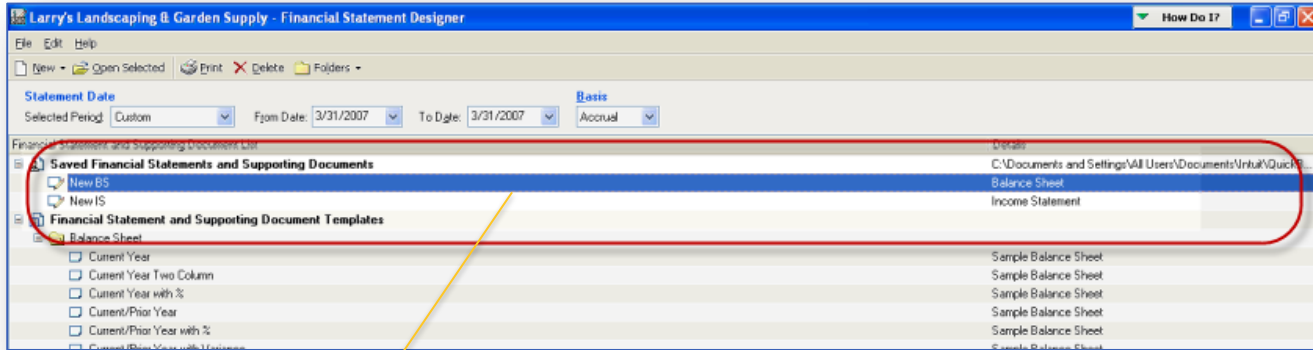 Larry's Landscaping & Garden Supply - Financial Statement Designer
How Do I?
File Edit Help
New Open Selected Print Delete Folders
Statement Date Basis
Selected Period: Custom From Date: 3/31/2007 To Date: 3/31/2007 Accrual
Financial Statement and Supporting Document List Details
Saved Financial Statements and Supporting Documents C:\Documents and Settings\All Users\Documents\Intuit\QuickB...
New BS Balance Sheet
New IS Income Statement
Financial Statement and Supporting Document Templates
Balance Sheet
Current Year Sample Balance Sheet
Current Year Two Column Sample Balance Sheet
Current Year with % Sample Balance Sheet
Current/Prior Year Sample Balance Sheet
Current/Prior Year with % Sample Balance Sheet
Current/Prior Year with Variance Sample Balance Sheet